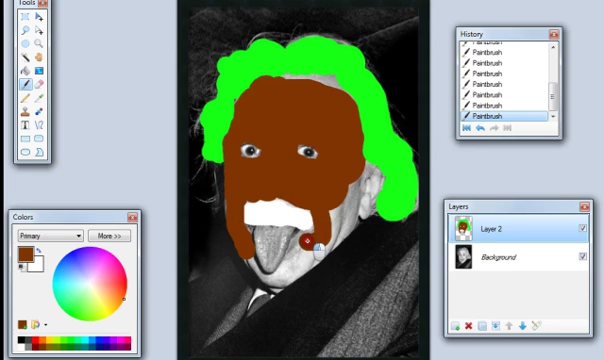 Tools
History
Paintbrush
Paintbrush
Paintbrush
Paintbrush
Paintbrush
Paintbrush
Paintbrush
Colors
Primary
More >>
Layers
Layer 2
Background